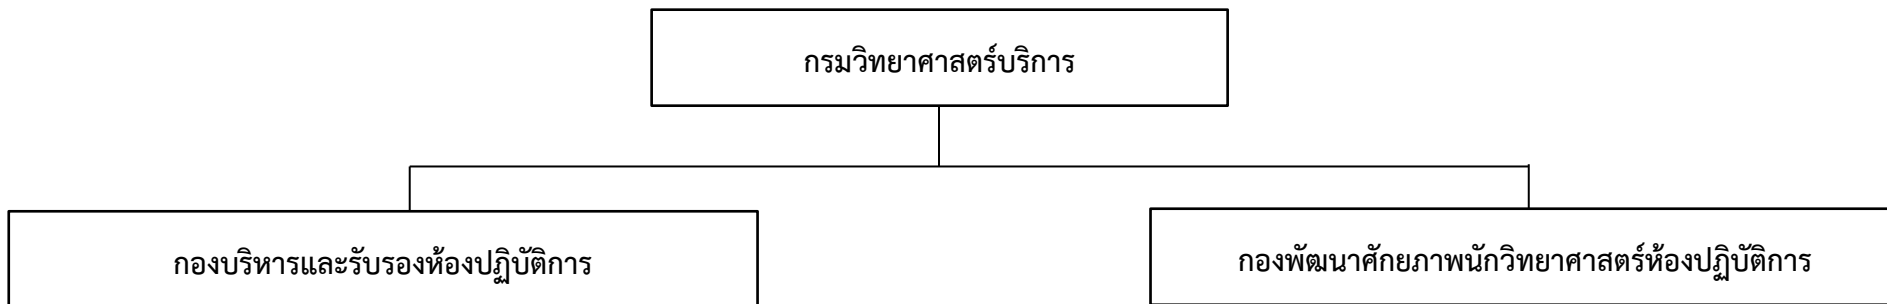 กรมวิทยาศาสตร์บริการ
กองบริหารและรับรองห้องปฏิบัติการ
กองพัฒนาศักยภาพนักวิทยาศาสตร์ห้องปฏิบัติการ